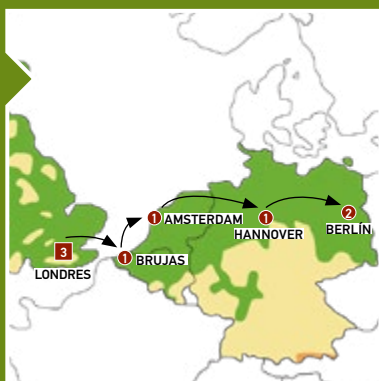 1 AMSTERDAM
1
HANNOVER
2
BERLÍN
3
LONDRES
1 BRUJAS